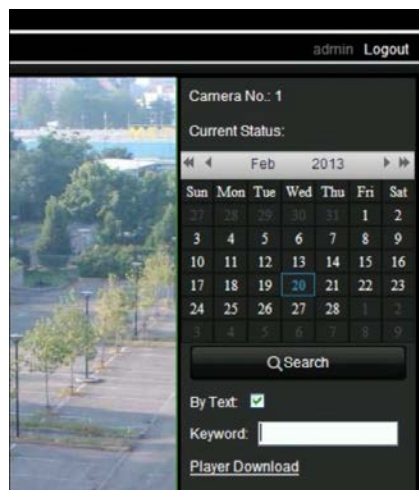 admin Logout
Camera No.: 1
Current Status:
Feb 2013
Sun Mon Tue Wed Thu Fri Sat
27 28 29 30 31 1 2
3 4 5 6 7 8 9
10 11 12 13 14 15 16
17 18 19 20 21 22 23
24 25 26 27 28 1 2
3 4 5 6 7 8 9
Search
By Text:
Keyword:
Player Download